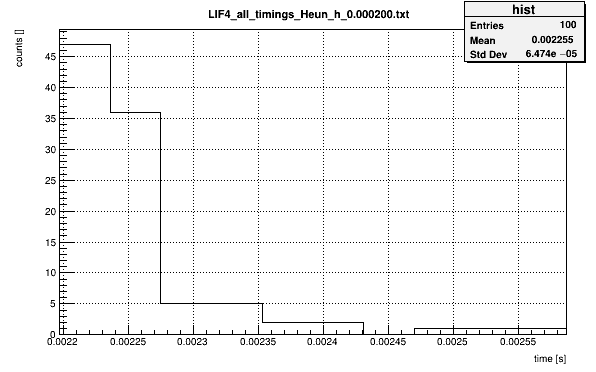 LIF4_all_timings_Heun_h_0.000200.txt
hist
Entries 100
Mean 0.002255
Std Dev 6.474e −05
counts []
45
40
35
30
25
20
15
10
5
0
0.0022 0.00225 0.0023 0.00235 0.0024 0.00245 0.0025 0.00255
time [s]